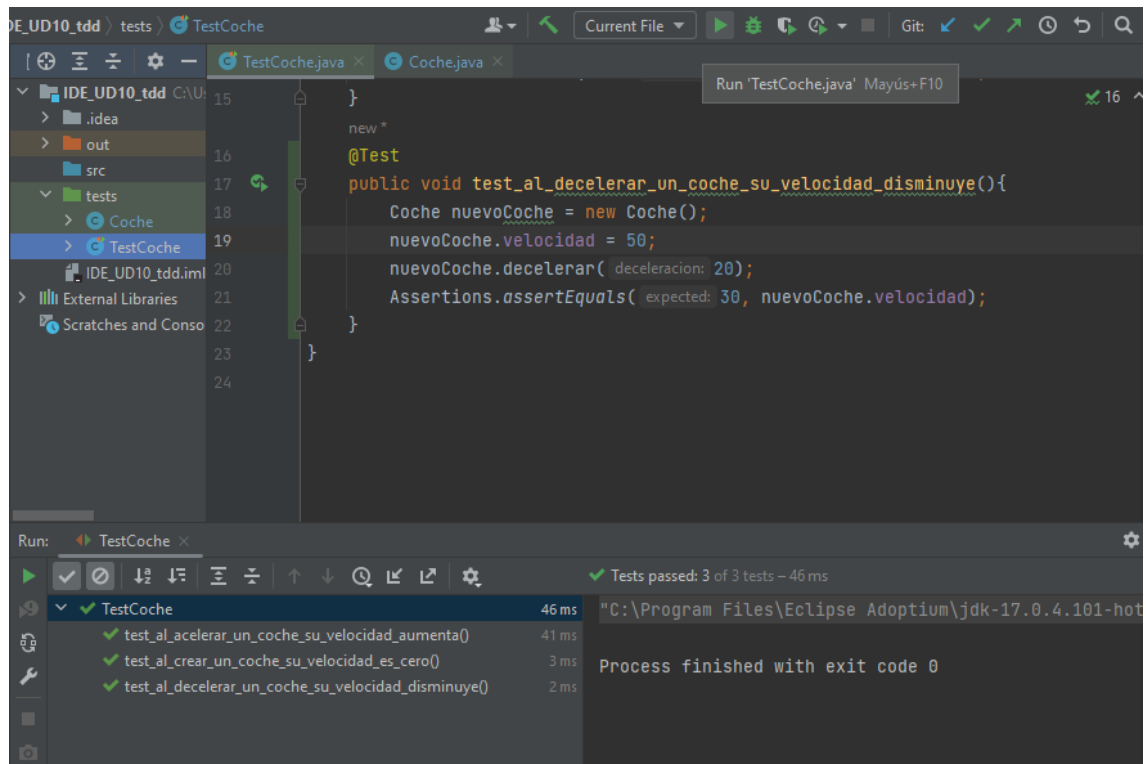 DE_UD10_tdd 〉 tests 〉 TestCoche
Current File
Git:
TestCoche.java × Coche.java ×
Run 'TestCoche.java' Mayús+F10
IDE_UD10_tdd C:\U
.idea
out
src
tests
Coche
TestCoche
IDE_UD10_tdd.iml
External Libraries
Scratches and Conso
16
15 }
new *
16 @Test
17 public void test_al_decelerar_un_coche_su_velocidad_disminuye(){
18 Coche nuevoCoche = new Coche();
19 nuevoCoche.velocidad = 50;
20 nuevoCoche.decelerar( deceleracion: 20);
21 Assertions.assertEquals( expected: 30, nuevoCoche.velocidad);
22 }
23 }
24
Run: TestCoche ×
Tests passed: 3 of 3 tests – 46 ms
TestCoche 46 ms
test_al_acelerar_un_coche_su_velocidad_aumenta() 41 ms
test_al_crear_un_coche_su_velocidad_es_cero() 3 ms
test_al_decelerar_un_coche_su_velocidad_disminuye() 2 ms
"C:\Program Files\Eclipse Adoptium\jdk-17.0.4.101-hot
Process finished with exit code 0